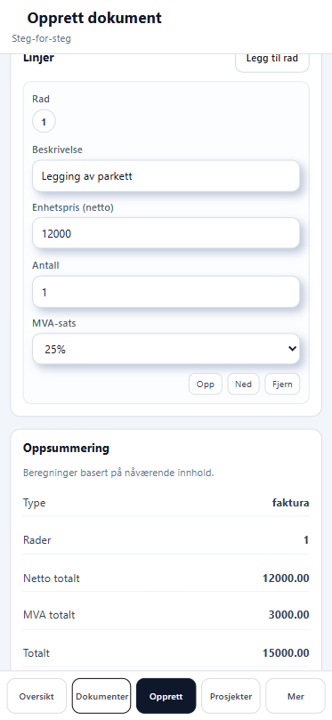 Opprett dokument
Steg-for-steg
Linjer
Legg til rad
Rad
1
Beskrivelse
Legging av parkett
Enhetspris (netto)
12000
Antall
1
MVA-sats
25%
Opp Ned Fjern
Oppsummering
Beregninger basert på nåværende innhold.
Type faktura
Rader 1
Netto totalt 12000.00
MVA totalt 3000.00
Totalt 15000.00
Oversikt Dokumenter Opprett Prosjekter Mer